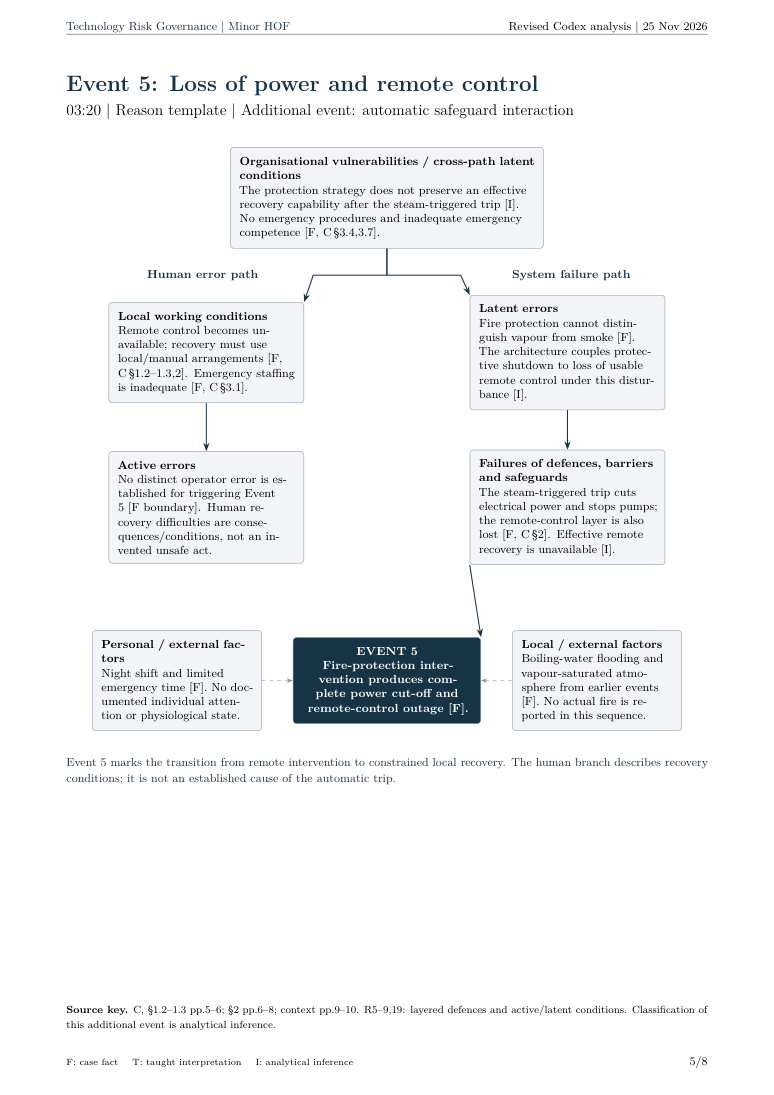 Technology Risk Governance | Minor HOF
Revised Codex analysis | 25 Nov 2026
Event 5: Loss of power and remote control
03:20 | Reason template | Additional event: automatic safeguard interaction
Organisational vulnerabilities / cross-path latent
conditions
The protection strategy does not preserve an effective
recovery capability after the steam-triggered trip [I].
No emergency procedures and inadequate emergency
competence [F, C §3.4,3.7].
Human error path
System failure path
Local working conditions
Remote control becomes un-
available; recovery must use
local/manual arrangements [F,
C §1.2–1.3,2]. Emergency staffing
is inadequate [F, C §3.1].
Latent errors
Fire protection cannot distin-
guish vapour from smoke [F].
The architecture couples protec-
tive shutdown to loss of usable
remote control under this distur-
bance [I].
Active errors
No distinct operator error is es-
tablished for triggering Event
5 [F boundary]. Human re-
covery difficulties are conse-
quences/conditions, not an in-
vented unsafe act.
Failures of defences, barriers
and safeguards
The steam-triggered trip cuts
electrical power and stops pumps;
the remote-control layer is also
lost [F, C §2]. Effective remote
recovery is unavailable [I].
Personal / external fac-
tors
Night shift and limited
emergency time [F]. No doc-
umented individual atten-
tion or physiological state.
EVENT 5
Fire-protection inter-
vention produces com-
plete power cut-off and
remote-control outage [F].
Local / external factors
Boiling-water flooding and
vapour-saturated atmo-
sphere from earlier events
[F]. No actual fire is re-
ported in this sequence.
Event 5 marks the transition from remote intervention to constrained local recovery. The human branch describes recovery
conditions; it is not an established cause of the automatic trip.
Source key. C, §1.2–1.3 pp.5–6; §2 pp.6–8; context pp.9–10. R5–9,19: layered defences and active/latent conditions. Classification of
this additional event is analytical inference.
F: case fact T: taught interpretation I: analytical inference
5/8